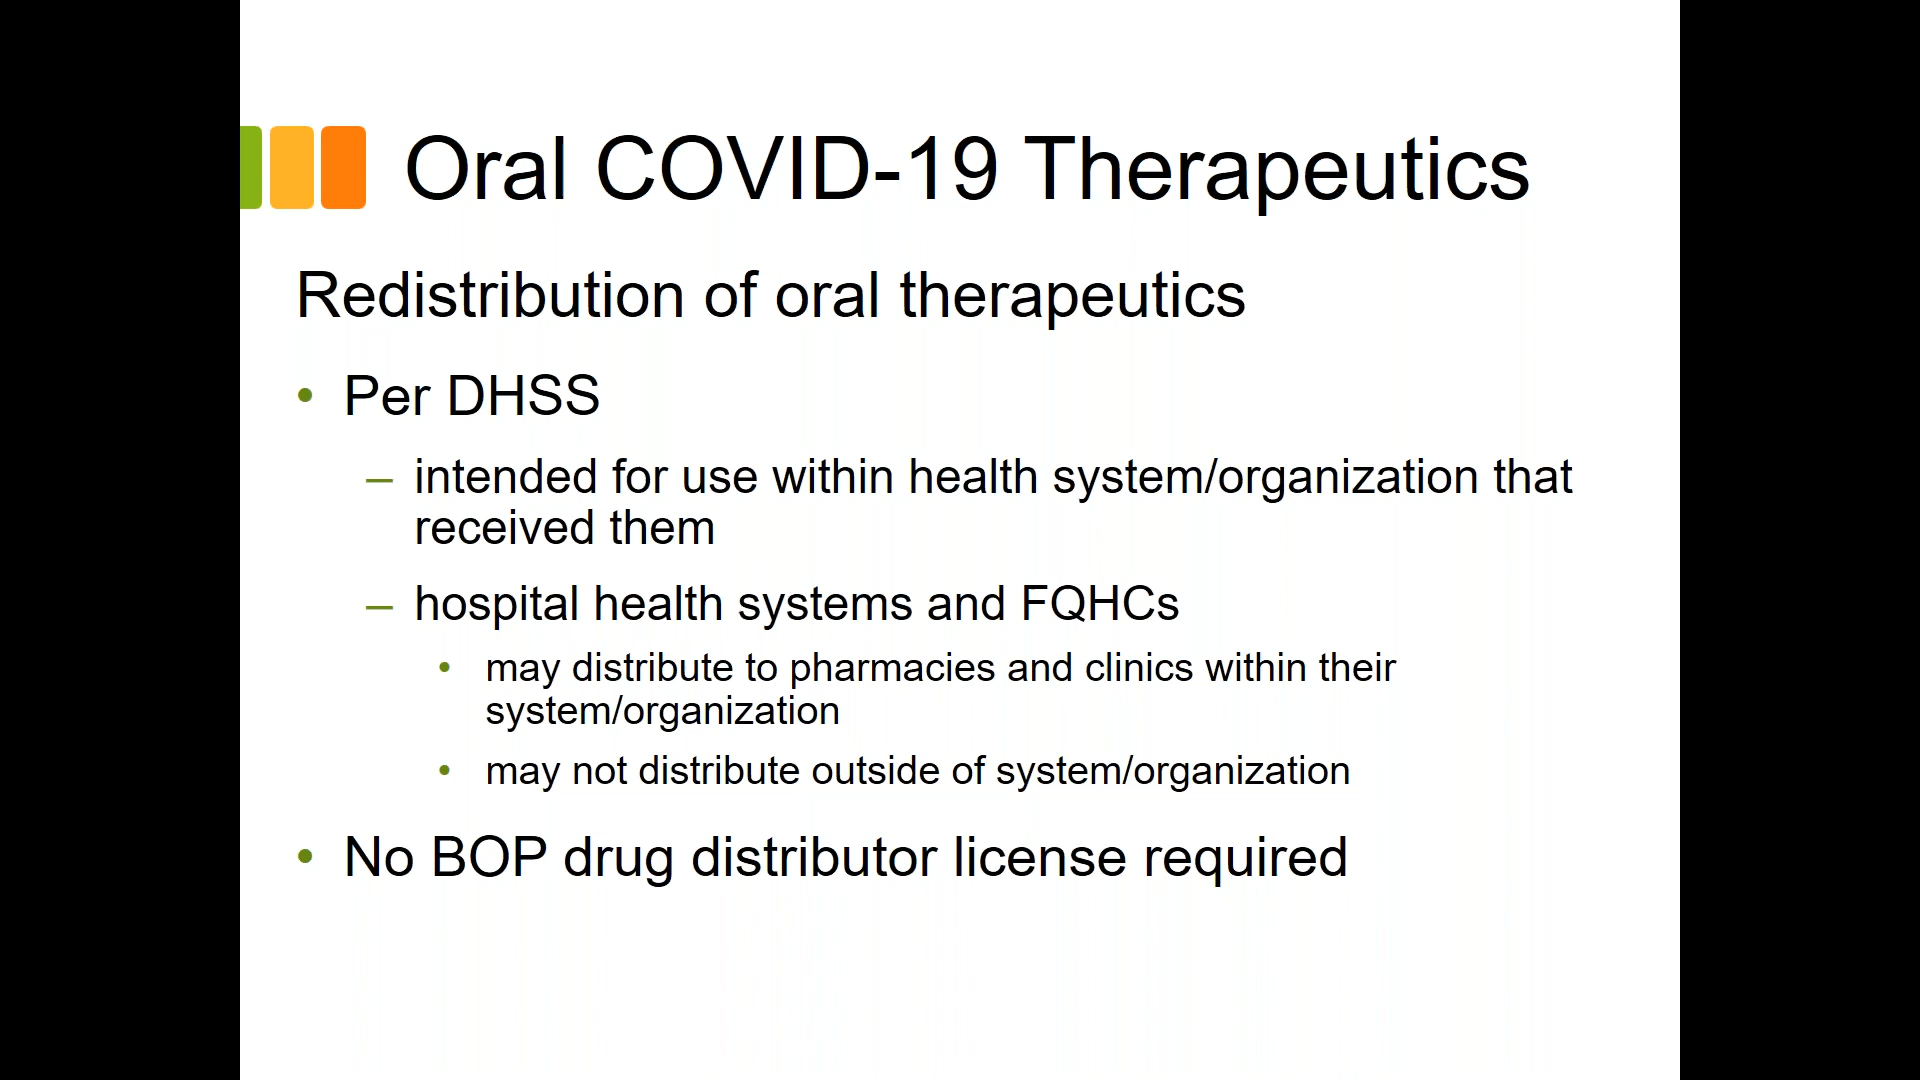 Oral COVID-19 Therapeutics
Redistribution of oral therapeutics
• Per DHSS
– intended for use within health system/organization that
received them
– hospital health systems and FQHCs
• may distribute to pharmacies and clinics within their
system/organization
• may not distribute outside of system/organization
• No BOP drug distributor license required